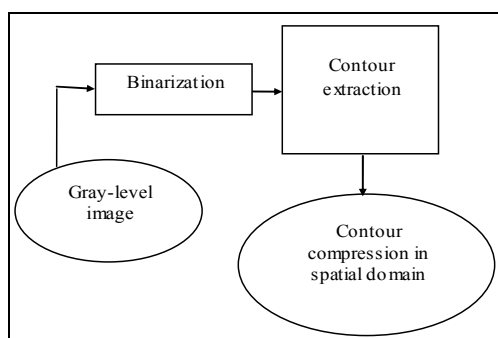 Gray-level
image
Binarization
Contour
extraction
Contour
compression in
spatial domain